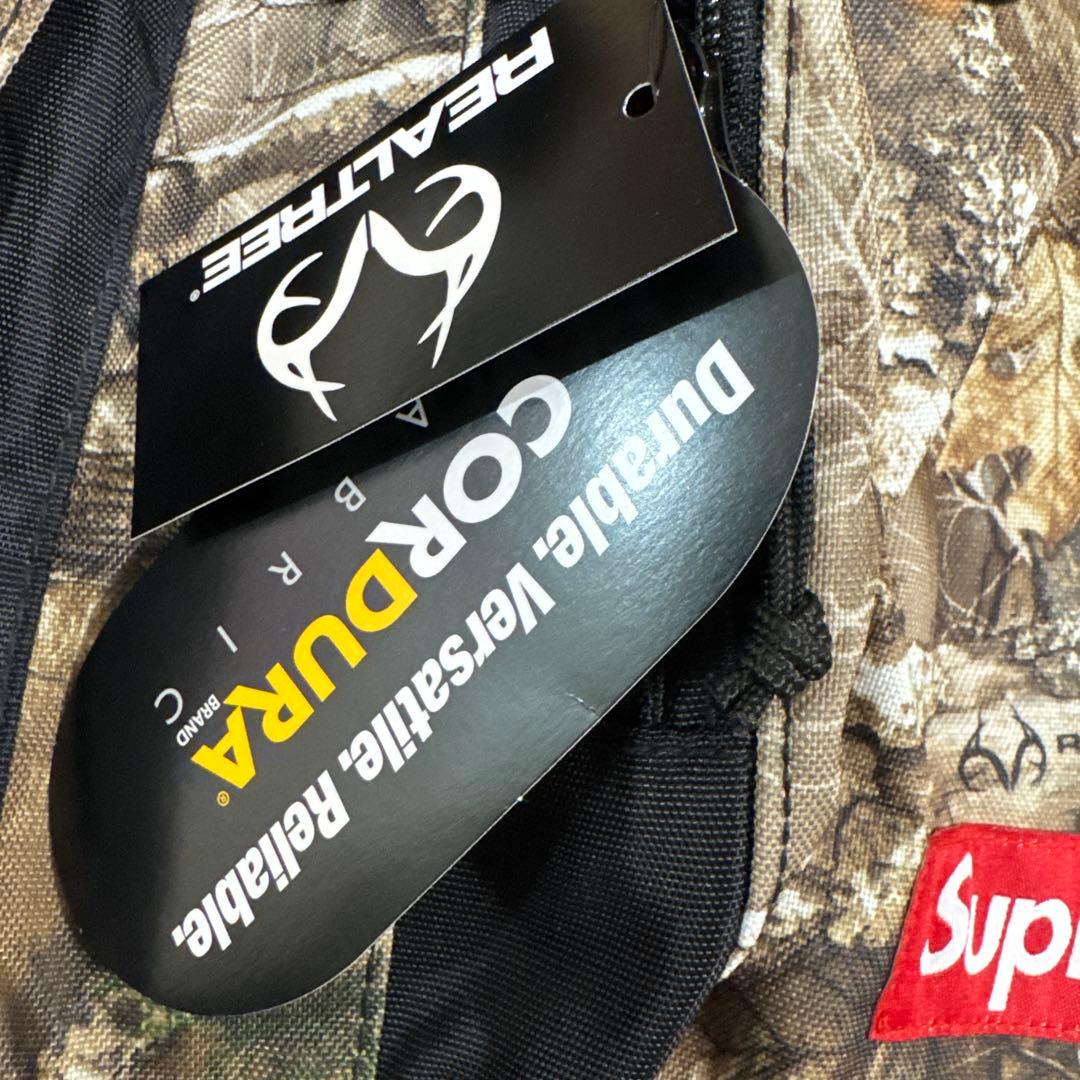 REALTREE®
Durable. Versatile. Reliable.
CORDURA®
BRAND
FABRIC
Sup